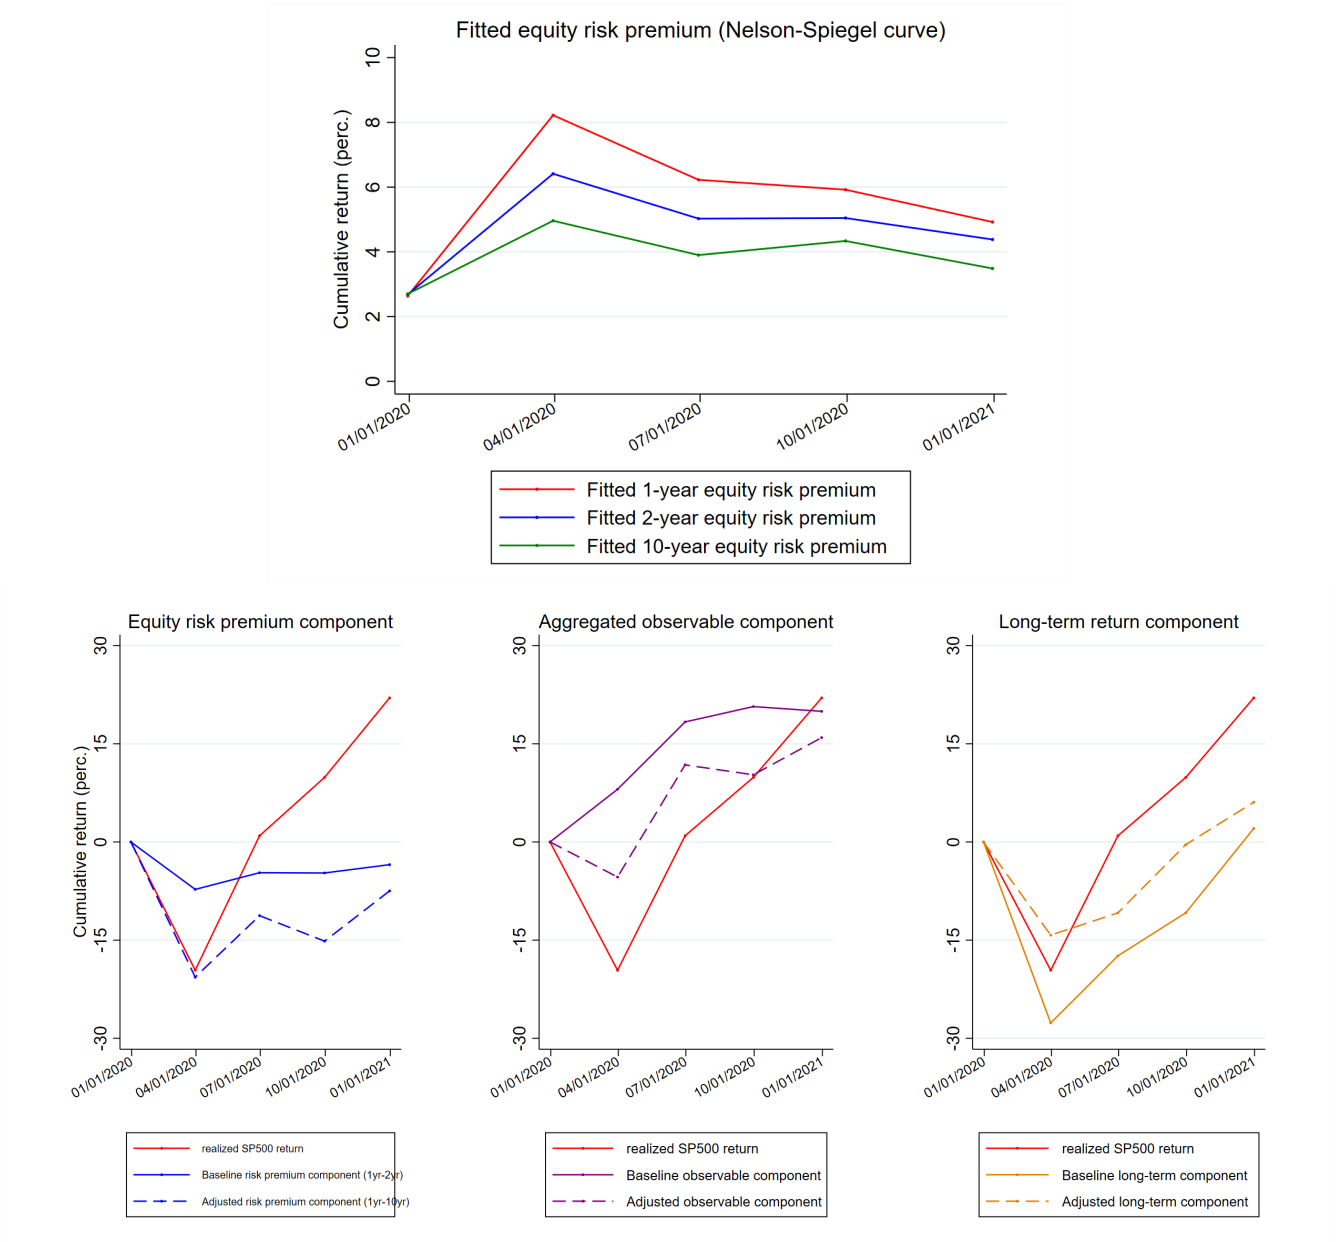 Fitted equity risk premium (Nelson-Spiegel curve)
Cumulative return (perc.)
10
8
6
4
2
0
01/01/2020
04/01/2020
07/01/2020
10/01/2020
01/01/2021
Fitted 1-year equity risk premium
Fitted 2-year equity risk premium
Fitted 10-year equity risk premium
Equity risk premium component
Cumulative return (perc.)
30
15
0
-15
-30
01/01/2020
04/01/2020
07/01/2020
10/01/2020
01/01/2021
realized SP500 return
Baseline risk premium component (1yr-2yr)
Adjusted risk premium component (1yr-10yr)
Aggregated observable component
30
15
0
-15
-30
01/01/2020
04/01/2020
07/01/2020
10/01/2020
01/01/2021
realized SP500 return
Baseline observable component
Adjusted observable component
Long-term return component
30
15
0
-15
-30
01/01/2020
04/01/2020
07/01/2020
10/01/2020
01/01/2021
realized SP500 return
Baseline long-term component
Adjusted long-term component